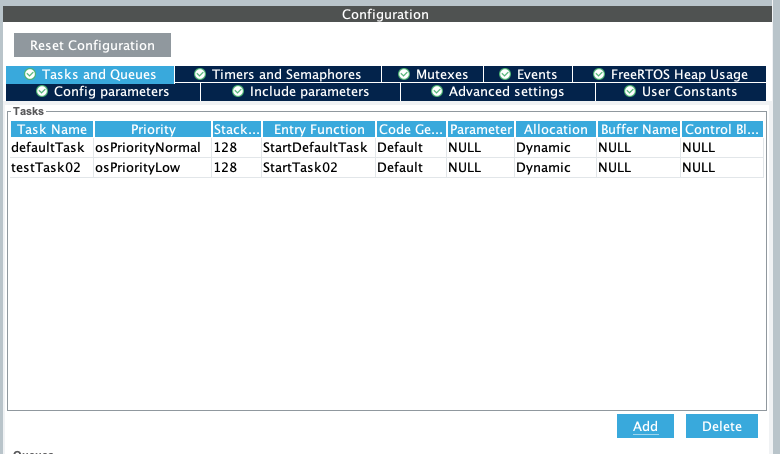 Configuration
Reset Configuration
Tasks and Queues Timers and Semaphores Mutexes Events FreeRTOS Heap Usage
Config parameters Include parameters Advanced settings User Constants
Tasks
Task Name Priority Stack... Entry Function Code Ge... Parameter Allocation Buffer Name Control Bl...
defaultTask osPriorityNormal 128 StartDefaultTask Default NULL Dynamic NULL NULL
testTask02 osPriorityLow 128 StartTask02 Default NULL Dynamic NULL NULL
Add Delete